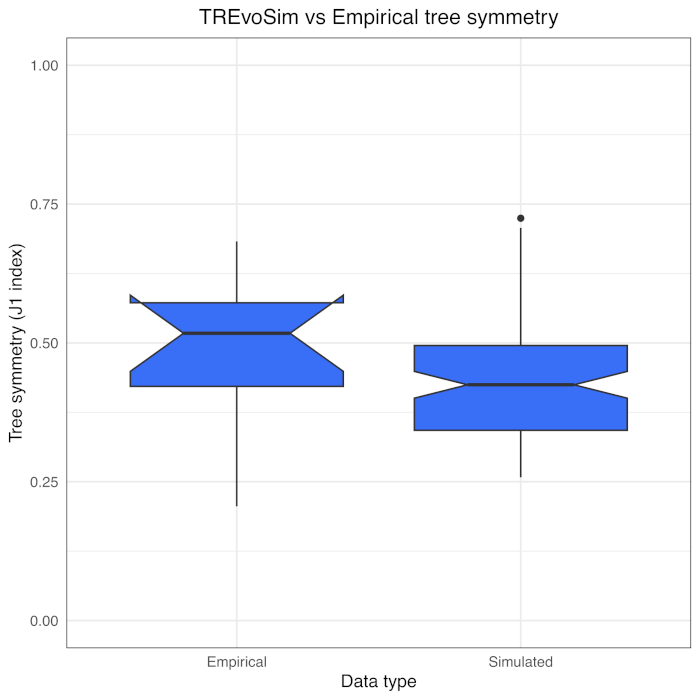 TREvoSim vs Empirical tree symmetry
Tree symmetry (J1 index)
1.00
0.75
0.50
0.25
0.00
Empirical
Simulated
Data type